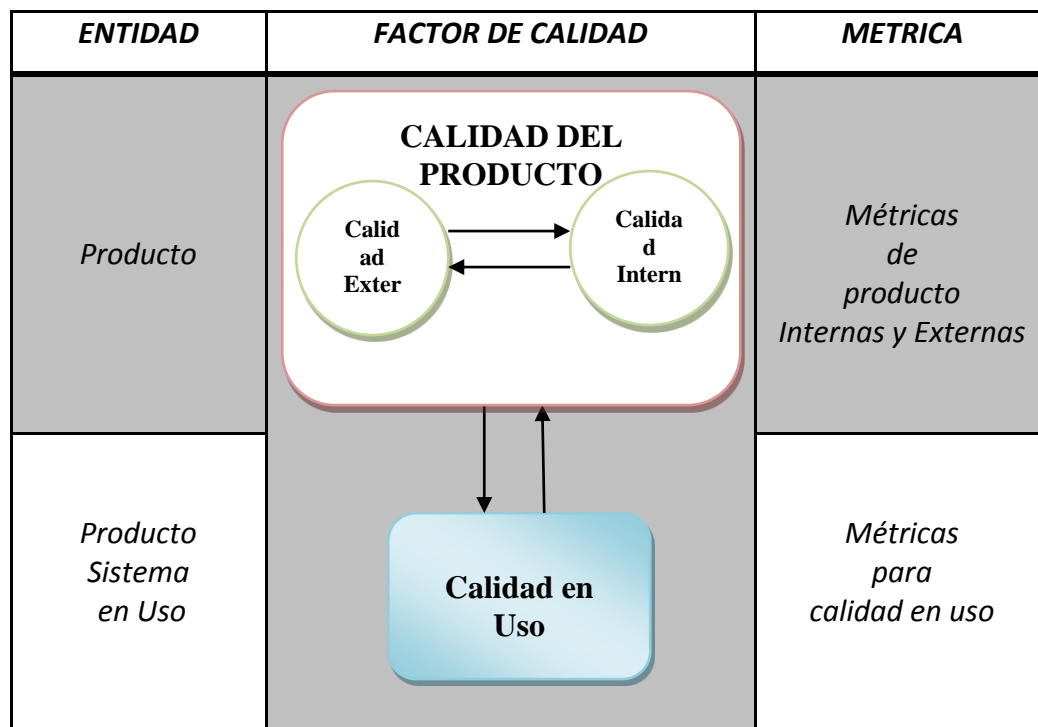 ENTIDAD
FACTOR DE CALIDAD
METRICA
Producto
CALIDAD DEL
PRODUCTO
Calid
ad
Exter
Calida
d
Intern
Métricas
de
producto
Internas y Externas
Producto
Sistema
en Uso
Calidad en
Uso
Métricas
para
calidad en uso